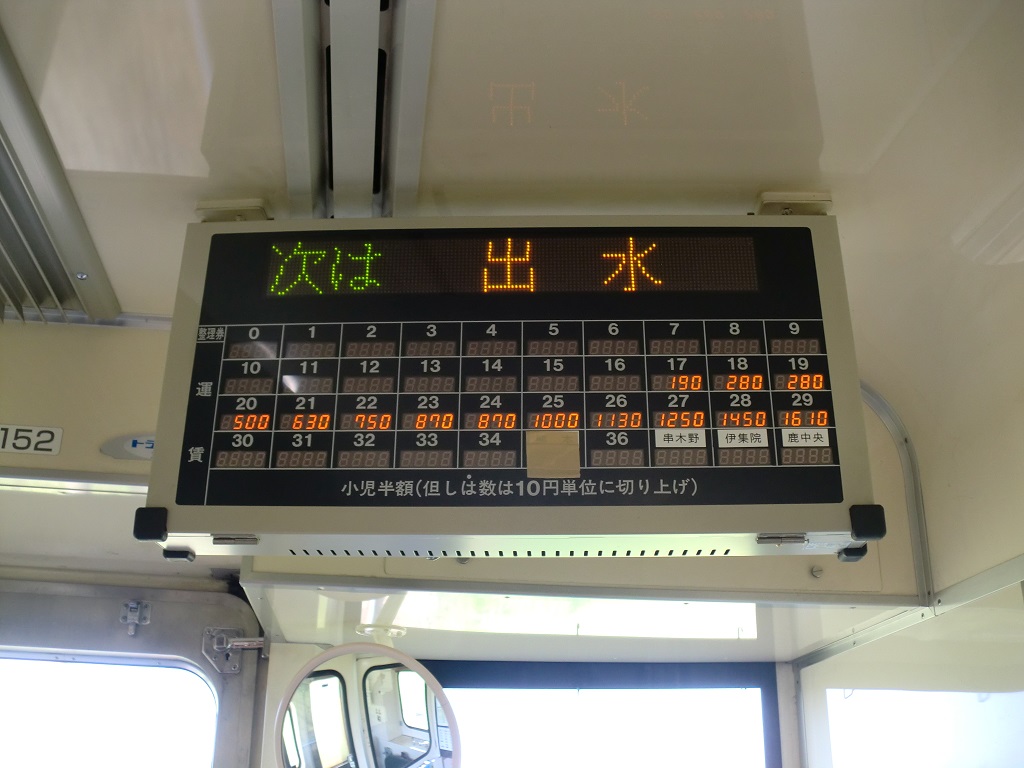 次は 出水
整理券 0 1 2 3 4 5 6 7 8 9
運賃
10 11 12 13 14 15 16 17 18 19
190 280 280
20 21 22 23 24 25 26 27 28 29
500 630 750 870 870 1000 1130 1250 1450 1610
30 31 32 33 34 36 串木野 伊集院 鹿中央
小児半額(但しは数は10円単位に切り上げ)
152
トラ